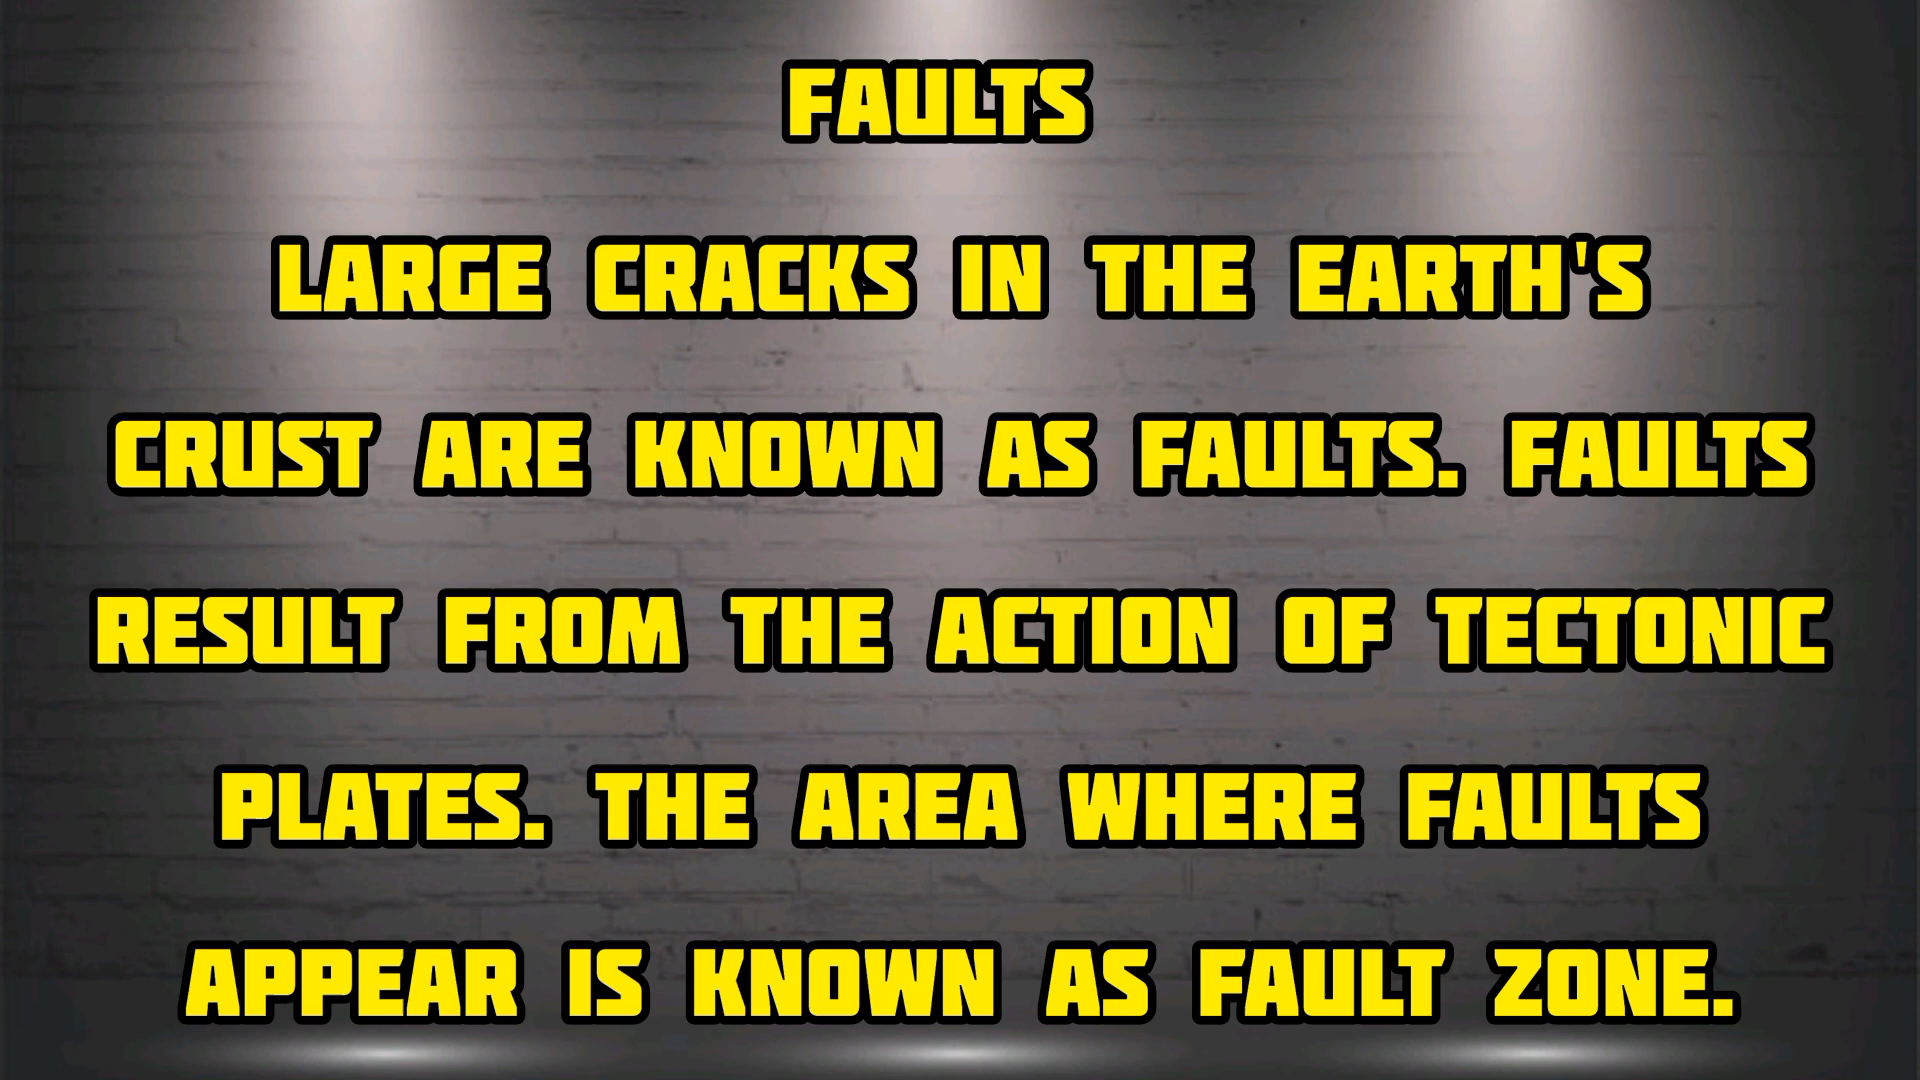 FAULTS
LARGE CRACKS IN THE EARTH'S
CRUST ARE KNOWN AS FAULTS. FAULTS
RESULT FROM THE ACTION OF TECTONIC
PLATES. THE AREA WHERE FAULTS
APPEAR IS KNOWN AS FAULT ZONE.